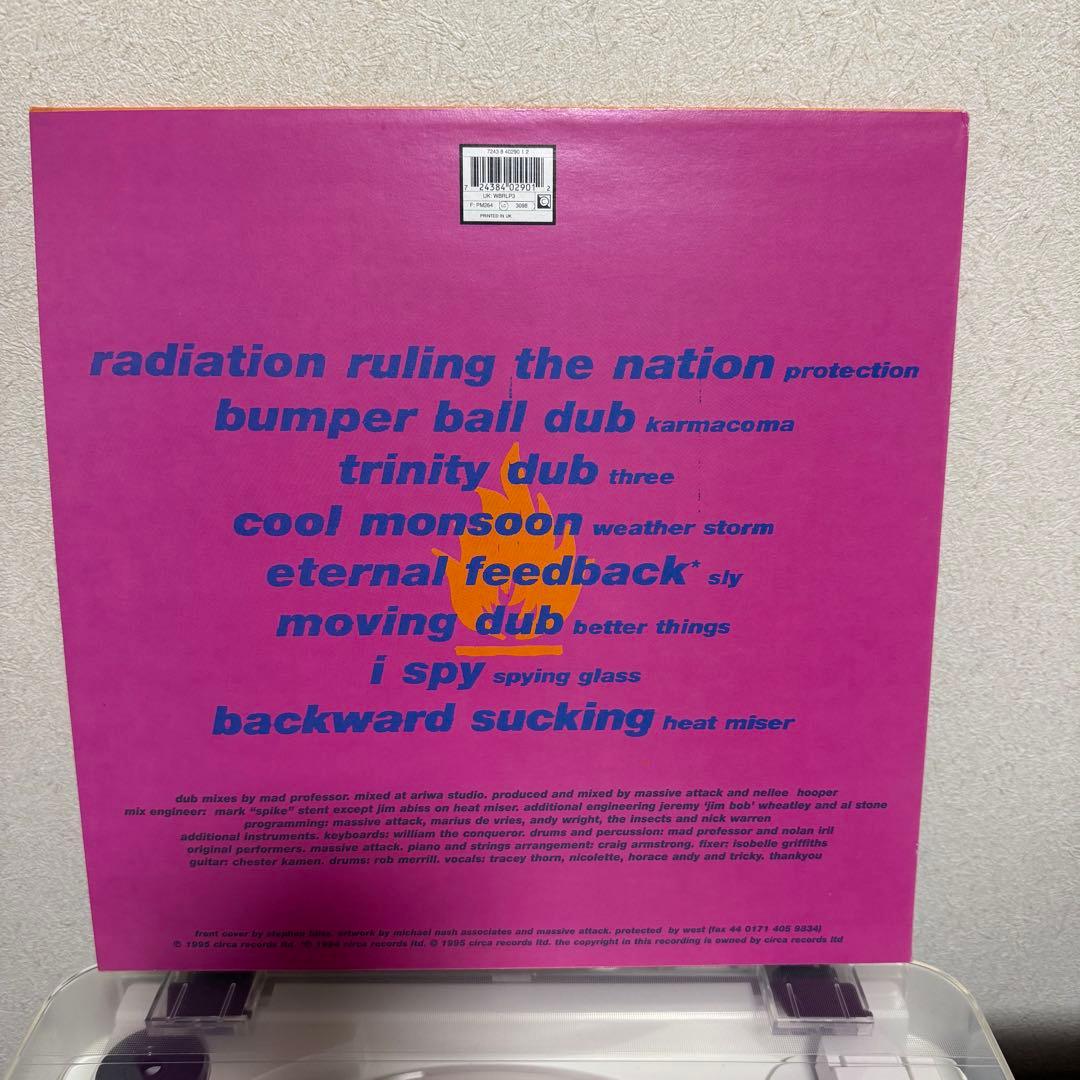 7243 8 40290 1 2
7 24384 02901 2
UK: WBRLP3
F: PM264 LC 3098
PRINTED IN UK
radiation ruling the nation protection
bumper ball dub karmacoma
trinity dub three
cool monsoon weather storm
eternal feedback* sly
moving dub better things
i spy spying glass
backward sucking heat miser
dub mixes by mad professor. mixed at ariwa studio. produced and mixed by massive attack and nellee hooper
mix engineer: mark "spike" stent except jim abiss on heat miser. additional engineering jeremy 'jim bob' wheatley and al stone
programming: massive attack, marius de vries, andy wright, the insects and nick warren
additional instruments. keyboards: william the conqueror. drums and percussion: mad professor and nolan iril
original performers. massive attack. piano and strings arrangement: craig armstrong. fixer: isobelle griffiths
guitar: chester kamen. drums: rob merrill. vocals: tracey thorn, nicolette, horace andy and tricky. thankyou
front cover by stephen artwork by michael nash associates and massive attack. protected by west (fax 44 0171 405 9834)
℗ 1995 circa records ltd *℗ 1994 circa records ltd. © 1995 circa records ltd. the copyright in this recording is owned by circa records ltd